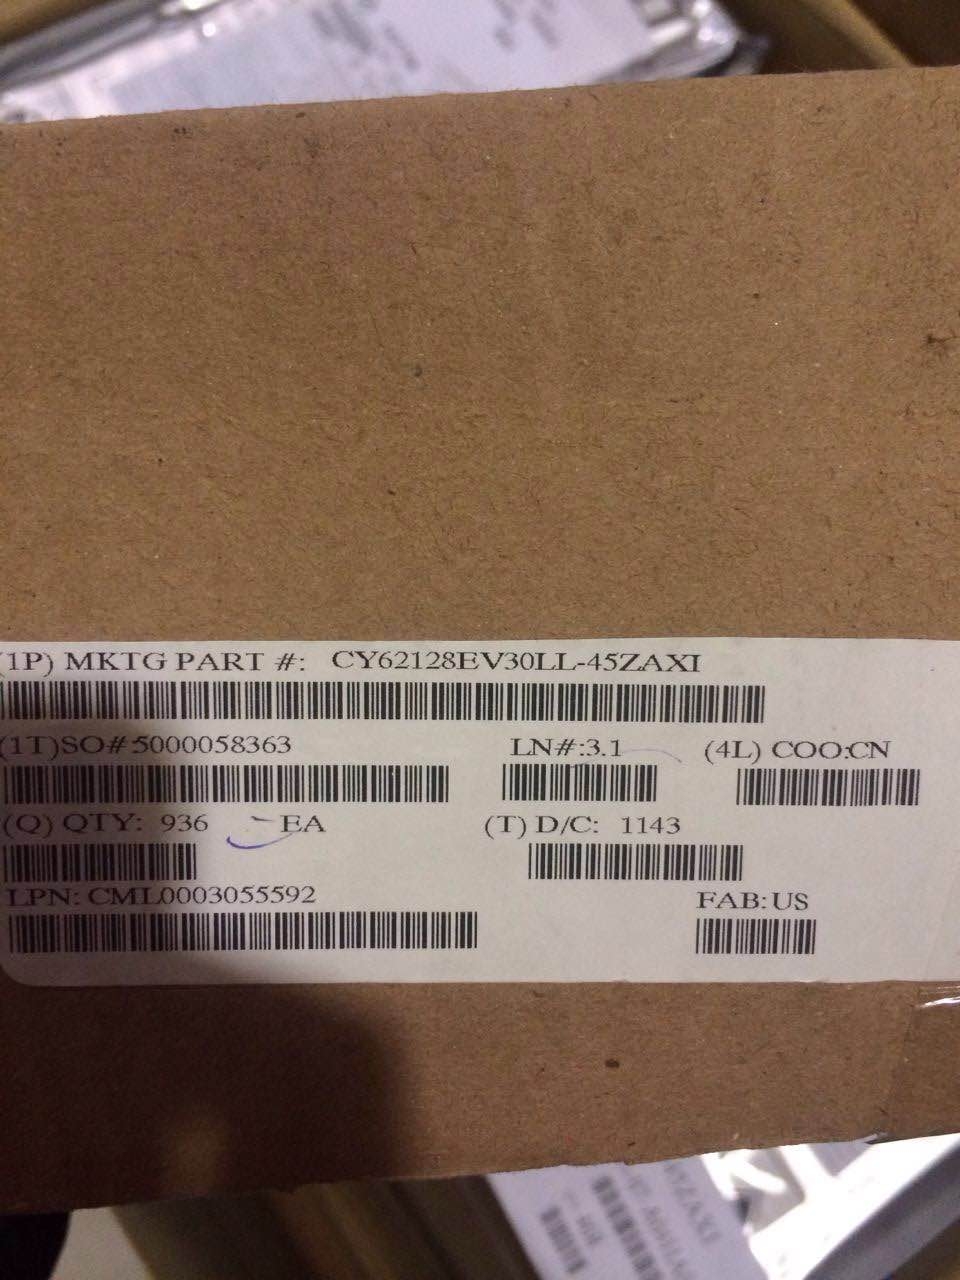 (1P) MKTG PART #: CY62128EV30LL-45ZAXI
(1T)SO#:5000058363 LN#:3.1 (4L) COO:CN
(Q) QTY: 936 EA (T) D/C: 1143
LPN: CML0003055592 FAB:US